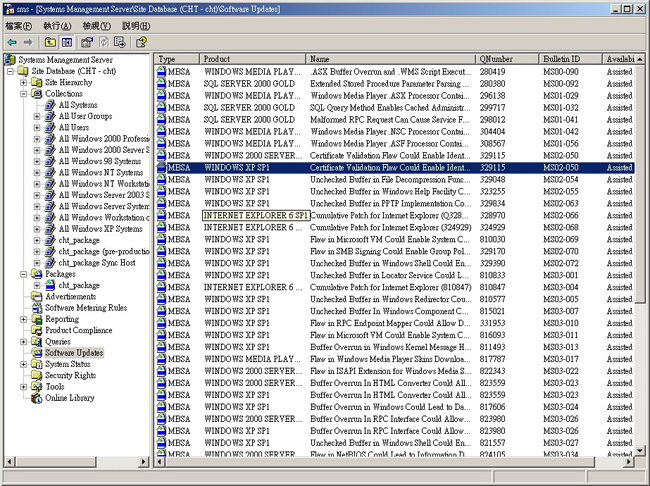 sms - [Systems Management Server\Site Database (CHT - cht)\Software Updates]
檔案(F) 執行(A) 檢視(V) 說明(H)
Systems Management Server
Site Database (CHT - cht)
Site Hierarchy
Collections
All Systems
All User Groups
All Users
All Windows 2000 Professio
All Windows 2000 Server S
All Windows 98 Systems
All Windows NT Systems
All Windows NT Workstati
All Windows Server 2003 S
All Windows Server Systems
All Windows Workstation o
All Windows XP Systems
cht_package
cht_package (pre-production
cht_package Sync Host
Packages
cht_package
Advertisements
Software Metering Rules
Reporting
Product Compliance
Queries
Software Updates
System Status
Security Rights
Tools
Online Library
Type Product Name QNumber Bulletin ID Availabi
MBSA WINDOWS MEDIA PLAY... .ASX Buffer Overrun and .WMS Script Execut... 280419 MS00-090 Assisted
MBSA SQL SERVER 2000 GOLD Extended Stored Procedure Parameter Parsing ... 280380 MS00-092 Assisted
MBSA WINDOWS MEDIA PLAY... Windows Media Player .ASX Processor Contai... 296138 MS01-029 Assisted
MBSA SQL SERVER 2000 GOLD SQL Query Method Enables Cached Administr... 299717 MS01-032 Assisted
MBSA SQL SERVER 2000 GOLD Malformed RPC Request Can Cause Service F... 298012 MS01-041 Assisted
MBSA WINDOWS MEDIA PLAY... Windows Media Player .NSC Processor Contai... 304404 MS01-042 Assisted
MBSA WINDOWS MEDIA PLAY... Windows Media Player .ASF Processor Contain... 308567 MS01-056 Assisted
MBSA WINDOWS 2000 SERVER... Certificate Validation Flaw Could Enable Ident... 329115 MS02-050 Assisted
MBSA WINDOWS XP SP1 Certificate Validation Flaw Could Enable Ident... 329115 MS02-050 Assisted
MBSA WINDOWS XP SP1 Unchecked Buffer in File Decompression Func... 329048 MS02-054 Assisted
MBSA WINDOWS XP SP1 Unchecked Buffer in Windows Help Facility C... 323255 MS02-055 Assisted
MBSA WINDOWS XP SP1 Unchecked Buffer in PPTP Implementation Co... 329834 MS02-063 Assisted
MBSA INTERNET EXPLORER 6 SP1 Cumulative Patch for Internet Explorer (Q328... 328970 MS02-066 Assisted
MBSA INTERNET EXPLORER 6 ... Cumulative Patch for Internet Explorer (324929) 324929 MS02-068 Assisted
MBSA WINDOWS XP SP1 Flaw in Microsoft VM Could Enable System C... 810030 MS02-069 Assisted
MBSA WINDOWS XP SP1 Flaw in SMB Signing Could Enable Group Pol... 329170 MS02-070 Assisted
MBSA WINDOWS XP SP1 Unchecked Buffer in Windows Shell Could En... 329390 MS02-072 Assisted
MBSA WINDOWS XP SP1 Unchecked Buffer in Locator Service Could L... 810833 MS03-001 Assisted
MBSA INTERNET EXPLORER 6 ... Cumulative Patch for Internet Explorer (810847) 810847 MS03-004 Assisted
MBSA WINDOWS XP SP1 Unchecked Buffer in Windows Redirector Cou... 810577 MS03-005 Assisted
MBSA WINDOWS XP SP1 Unchecked Buffer In Windows Component C... 815021 MS03-007 Assisted
MBSA WINDOWS XP SP1 Flaw in RPC Endpoint Mapper Could Allow D... 331953 MS03-010 Assisted
MBSA WINDOWS XP SP1 Flaw in Microsoft VM Could Enable System C... 816093 MS03-011 Assisted
MBSA WINDOWS XP SP1 Buffer Overrun in Windows Kernel Message H... 811493 MS03-013 Assisted
MBSA WINDOWS MEDIA PLAY... Flaw in Windows Media Player Skins Downloa... 817787 MS03-017 Assisted
MBSA WINDOWS 2000 SERVER... Flaw in ISAPI Extension for Windows Media S... 822343 MS03-022 Assisted
MBSA WINDOWS 2000 SERVER... Buffer Overrun In HTML Converter Could All... 823559 MS03-023 Assisted
MBSA WINDOWS XP SP1 Buffer Overrun In HTML Converter Could All... 823559 MS03-023 Assisted
MBSA WINDOWS XP SP1 Buffer Overrun in Windows Could Lead to Da... 817606 MS03-024 Assisted
MBSA WINDOWS 2000 SERVER... Buffer Overrun In RPC Interface Could Allow... 823980 MS03-026 Assisted
MBSA WINDOWS XP SP1 Buffer Overrun In RPC Interface Could Allow... 823980 MS03-026 Assisted
MBSA WINDOWS XP SP1 Unchecked Buffer in Windows Shell Could En... 821557 MS03-027 Assisted
MBSA WINDOWS 2000 SERVER... Flaw in NetBIOS Could Lead to Information D... 824105 MS03-034 Assisted